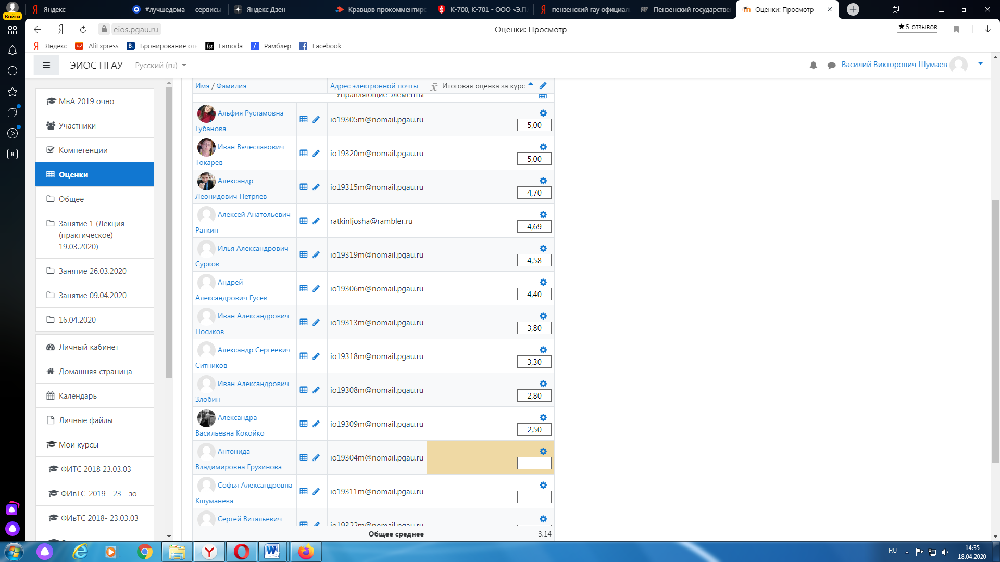 Войти
Яндекс
#лучшедома — сервисы
Яндекс Дзен
Кравцов прокомментиро
К-700, К-701 - ООО «Э.П.
пензенский гау официал
Пензенский государствен
Оценки: Просмотр
eios.pgau.ru
Оценки: Просмотр
★5 отзывов
Яндекс
AliExpress
Бронирование оте
Lamoda
Рамблер
Facebook
ЭИОС ПГАУ
Русский (ru)
Василий Викторович Шумаев
8
МвА 2019 очно
Участники
Компетенции
Оценки
Общее
Занятие 1 (Лекция
(практическое)
19.03.2020)
Занятие 26.03.2020
Занятие 09.04.2020
16.04.2020
Личный кабинет
Домашняя страница
Календарь
Личные файлы
Мои курсы
ФИТС 2018 23.03.03
ФИвТС-2019 - 23 - зо
ФИвТС 2018- 23.03.03
Имя / Фамилия
Адрес электронной почты
Итоговая оценка за курс
Управляющие элементы
Альфия Рустамовна
Губанова
io19305m@nomail.pgau.ru
5,00
Иван Вячеславович
Токарев
io19320m@nomail.pgau.ru
5,00
Александр
Леонидович Петряев
io19315m@nomail.pgau.ru
4,70
Алексей Анатольевич
Раткин
ratkinljosha@rambler.ru
4,69
Илья Александрович
Сурков
io19319m@nomail.pgau.ru
4,58
Андрей
Александрович Гусев
io19306m@nomail.pgau.ru
4,40
Иван Александрович
Носиков
io19313m@nomail.pgau.ru
3,80
Александр Сергеевич
Ситников
io19318m@nomail.pgau.ru
3,30
Иван Александрович
Злобин
io19308m@nomail.pgau.ru
2,80
Александра
Васильевна Кокойко
io19309m@nomail.pgau.ru
2,50
Антонида
Владимировна Грузинова
io19304m@nomail.pgau.ru
Софья Александровна
Кшуманева
io19311m@nomail.pgau.ru
Сергей Витальевич
io19322m@nomail.pgau.ru
Общее среднее
3,14
RU
14:35
18.04.2020